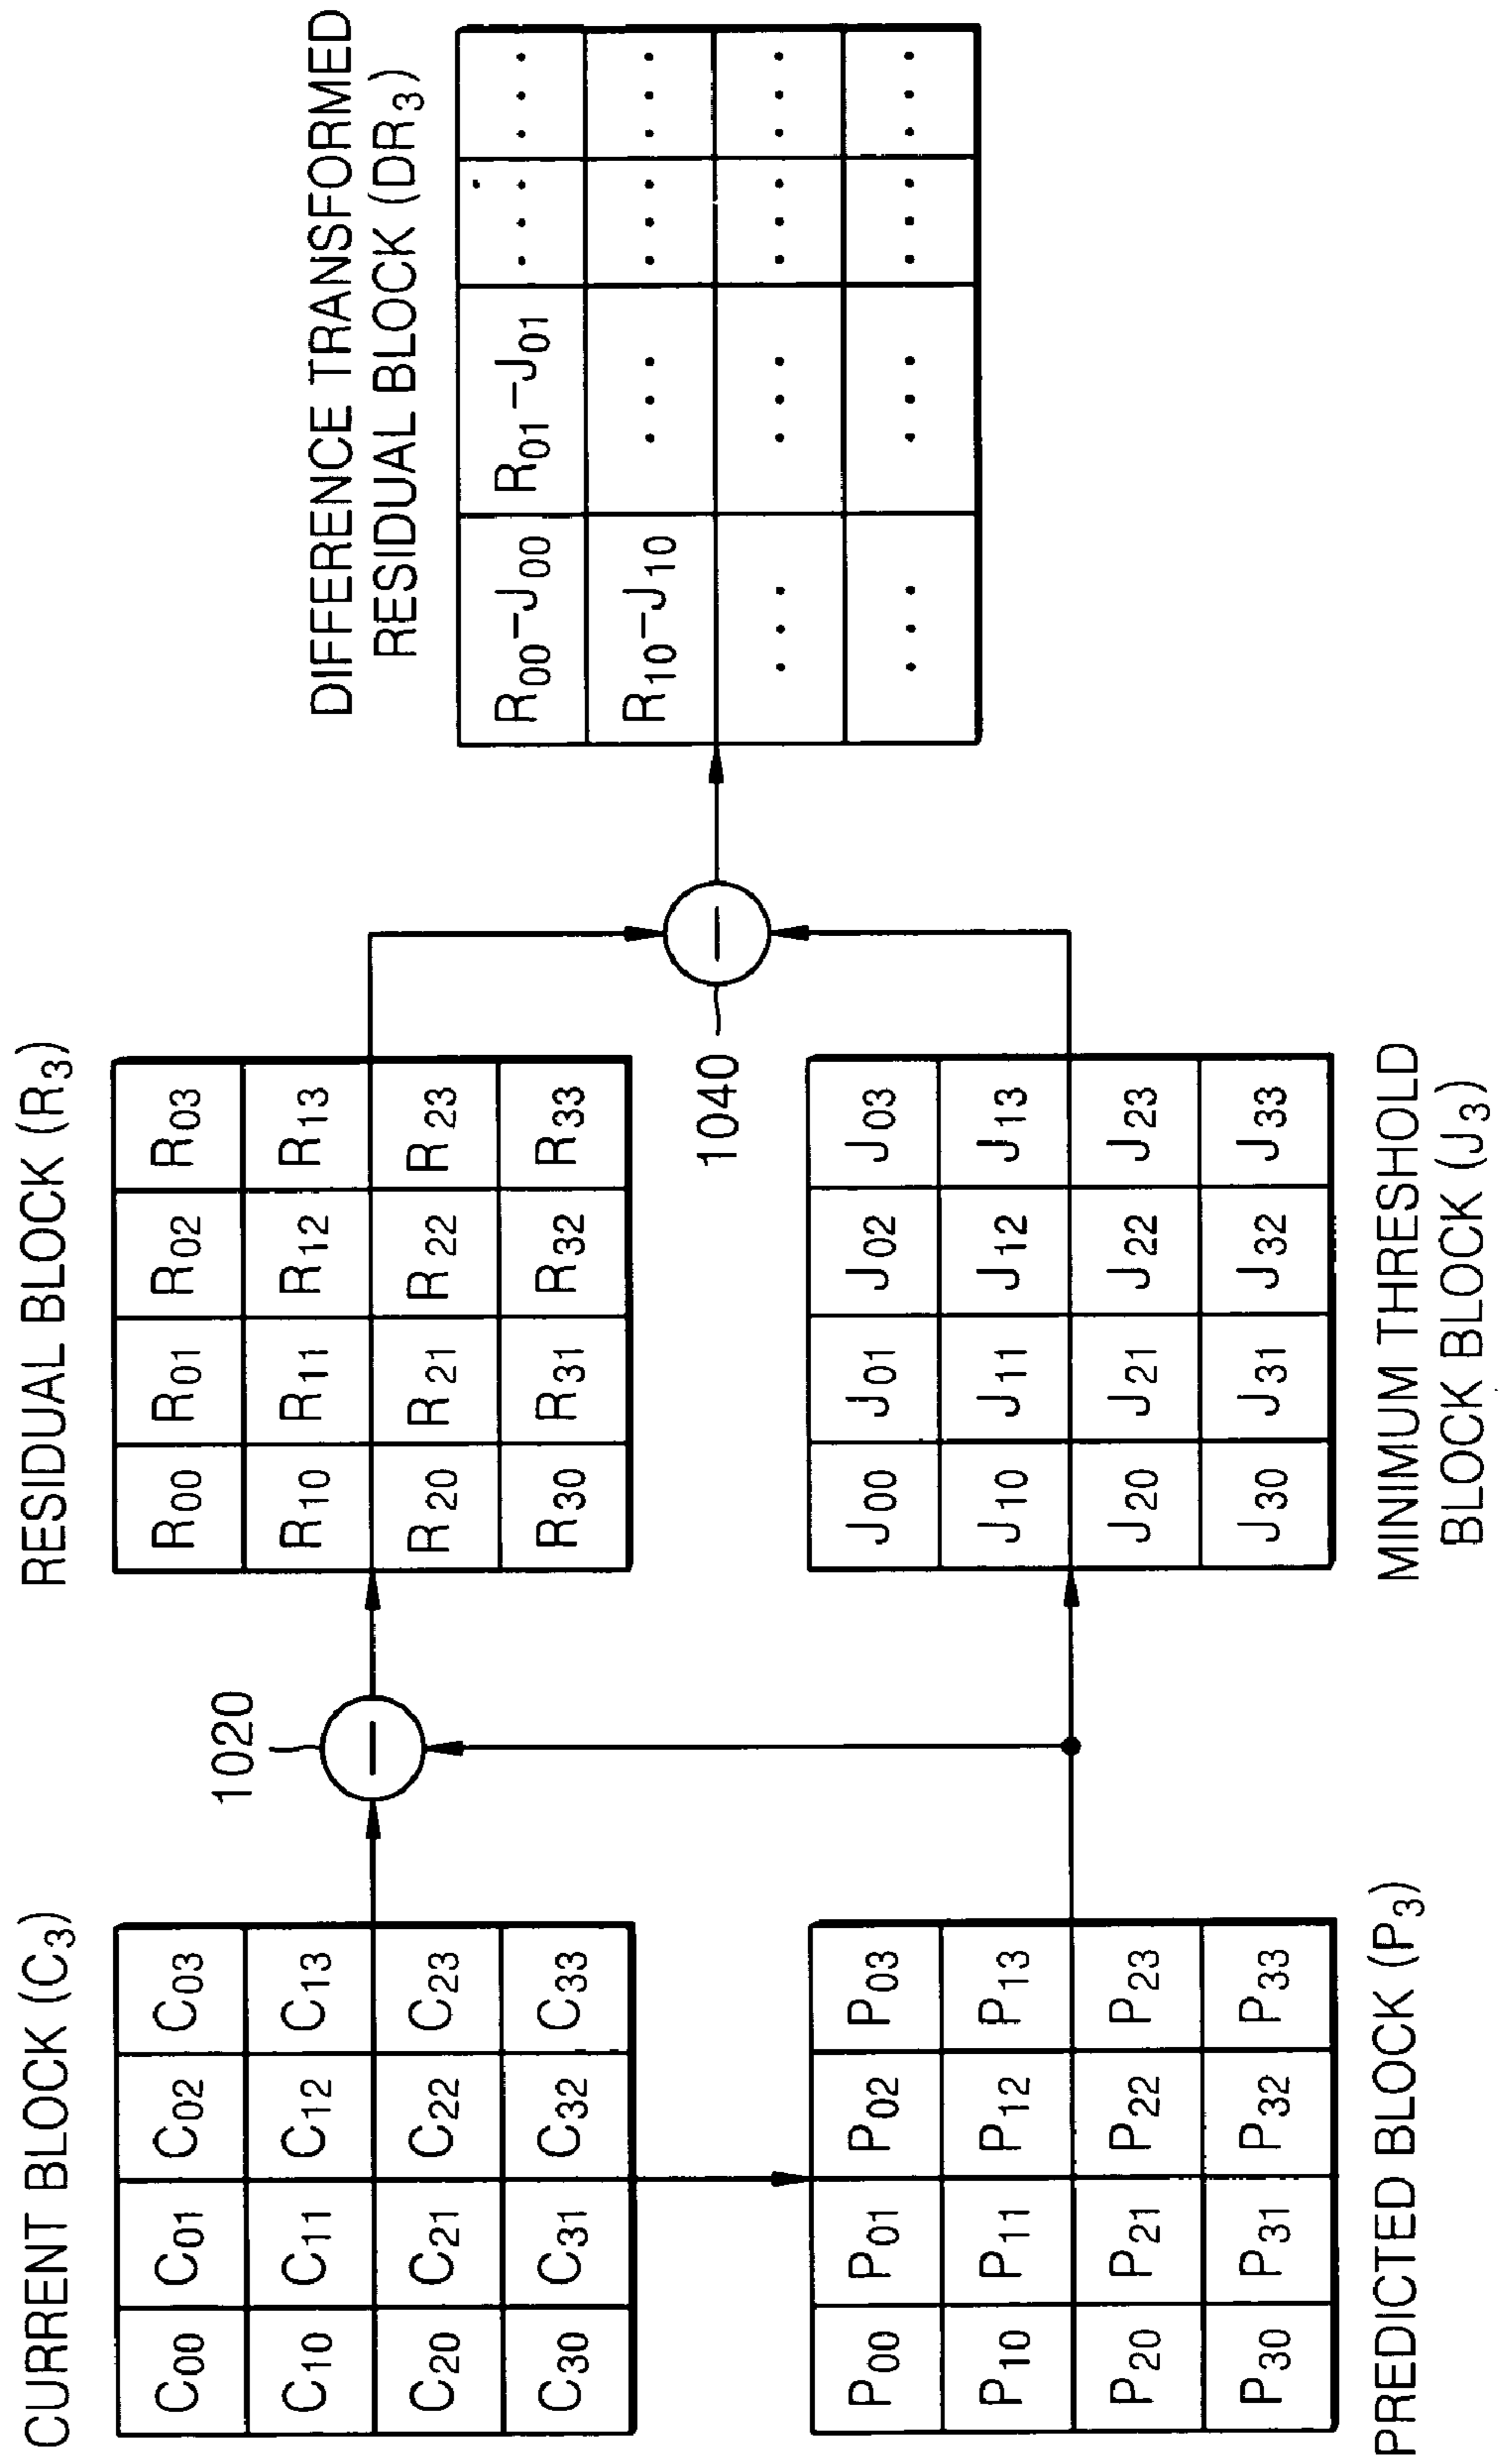 CURRENT BLOCK (C3)
C00 C01 C02 C03
C10 C11 C12 C13
C20 C21 C22 C23
C30 C31 C32 C33
1020
RESIDUAL BLOCK (R3)
R00 R01 R02 R03
R10 R11 R12 R13
R20 R21 R22 R23
R30 R31 R32 R33
P00 P01 P02 P03
P10 P11 P12 P13
P20 P21 P22 P23
P30 P31 P32 P33
PREDICTED BLOCK (P3)
J00 J01 J02 J03
J10 J11 J12 J13
J20 J21 J22 J23
J30 J31 J32 J33
MINIMUM THRESHOLD
BLOCK BLOCK (J3)
1040
DIFFERENCE TRANSFORMED
RESIDUAL BLOCK (DR3)
R00-J00 R01-J01 ... ...
R10-J10 ... ... ...
... ... ... ...
... ... ... ...